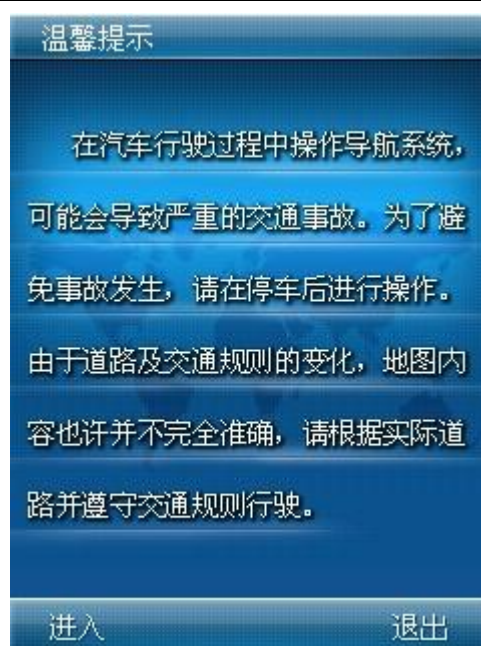 温馨提示
在汽车行驶过程中操作导航系统，
可能会导致严重的交通事故。为了避
免事故发生，请在停车后进行操作。
由于道路及交通规则的变化，地图内
容也许并不完全准确，请根据实际道
路并遵守交通规则行驶。
进入 退出